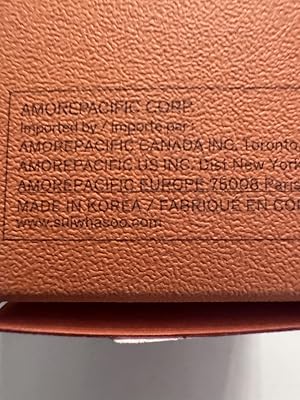 AMOREPACIFIC CORP.
Imported by / Importé par :
AMOREPACIFIC CANADA INC. Toronto
AMOREPACIFIC US INC. Dist New York
AMOREPACIFIC EUROPE 75008 Paris
MADE IN KOREA / FABRIQUÉ EN COR
www.sulwhasoo.com